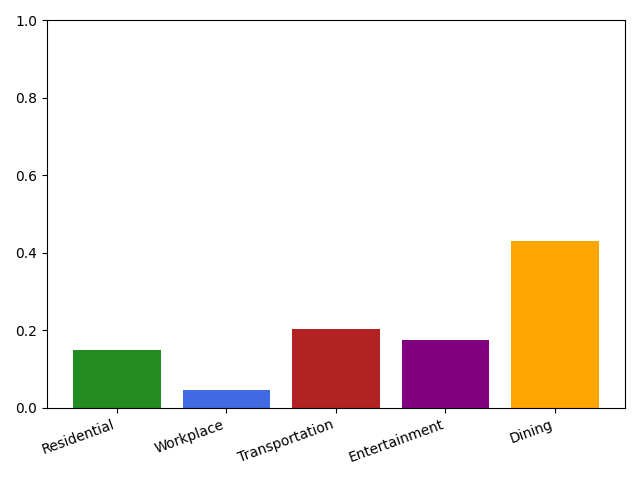 1.0
0.8
0.6
0.4
0.2
0.0
Residential
Workplace
Transportation
Entertainment
Dining